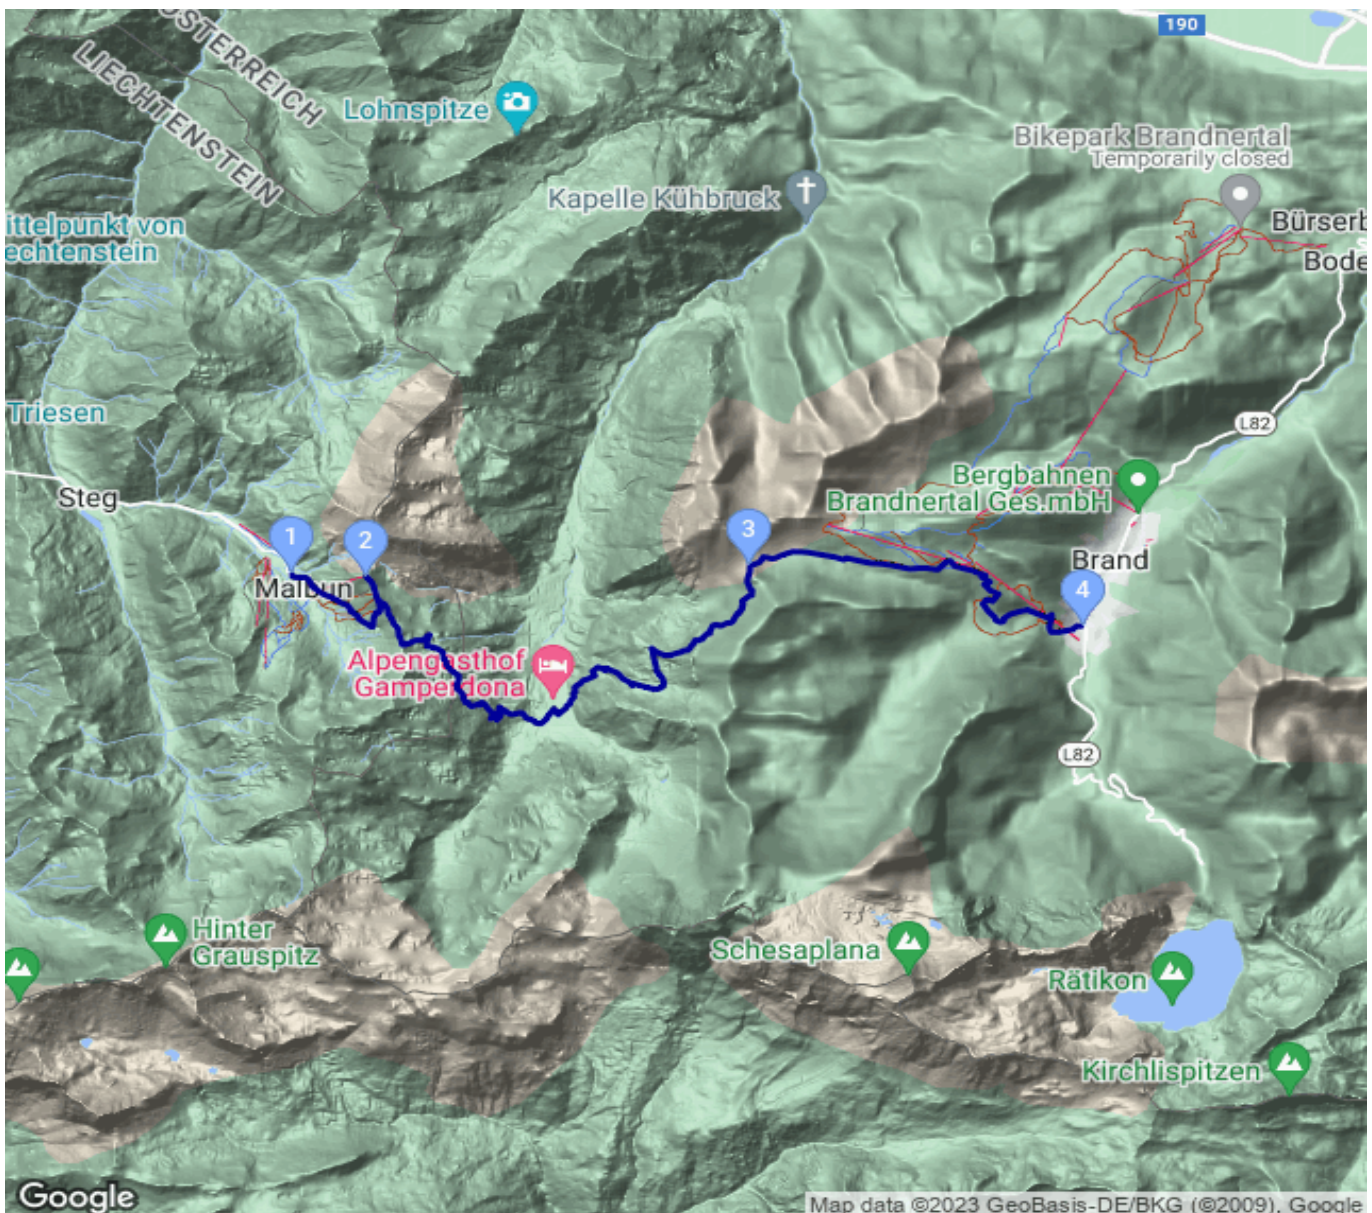 190
ÖSTERREICH
LIECHTENSTEIN
Lohnspitze
Bikepark Brandnertal
Temporarily closed
Kapelle Kühbruck
ittelpunkt von
echtenstein
Bürserb
Bode
Triesen
L82
Steg
Bergbahnen
Brandnertal Ges.mbH
1
2
3
Malbun
Brand
4
Alpengasthof
Gamperdona
L82
Hinter
Grauspitz
Schesaplana
Rätikon
Kirchlispitzen
Google
Map data ©2023 GeoBasis-DE/BKG (©2009), Google